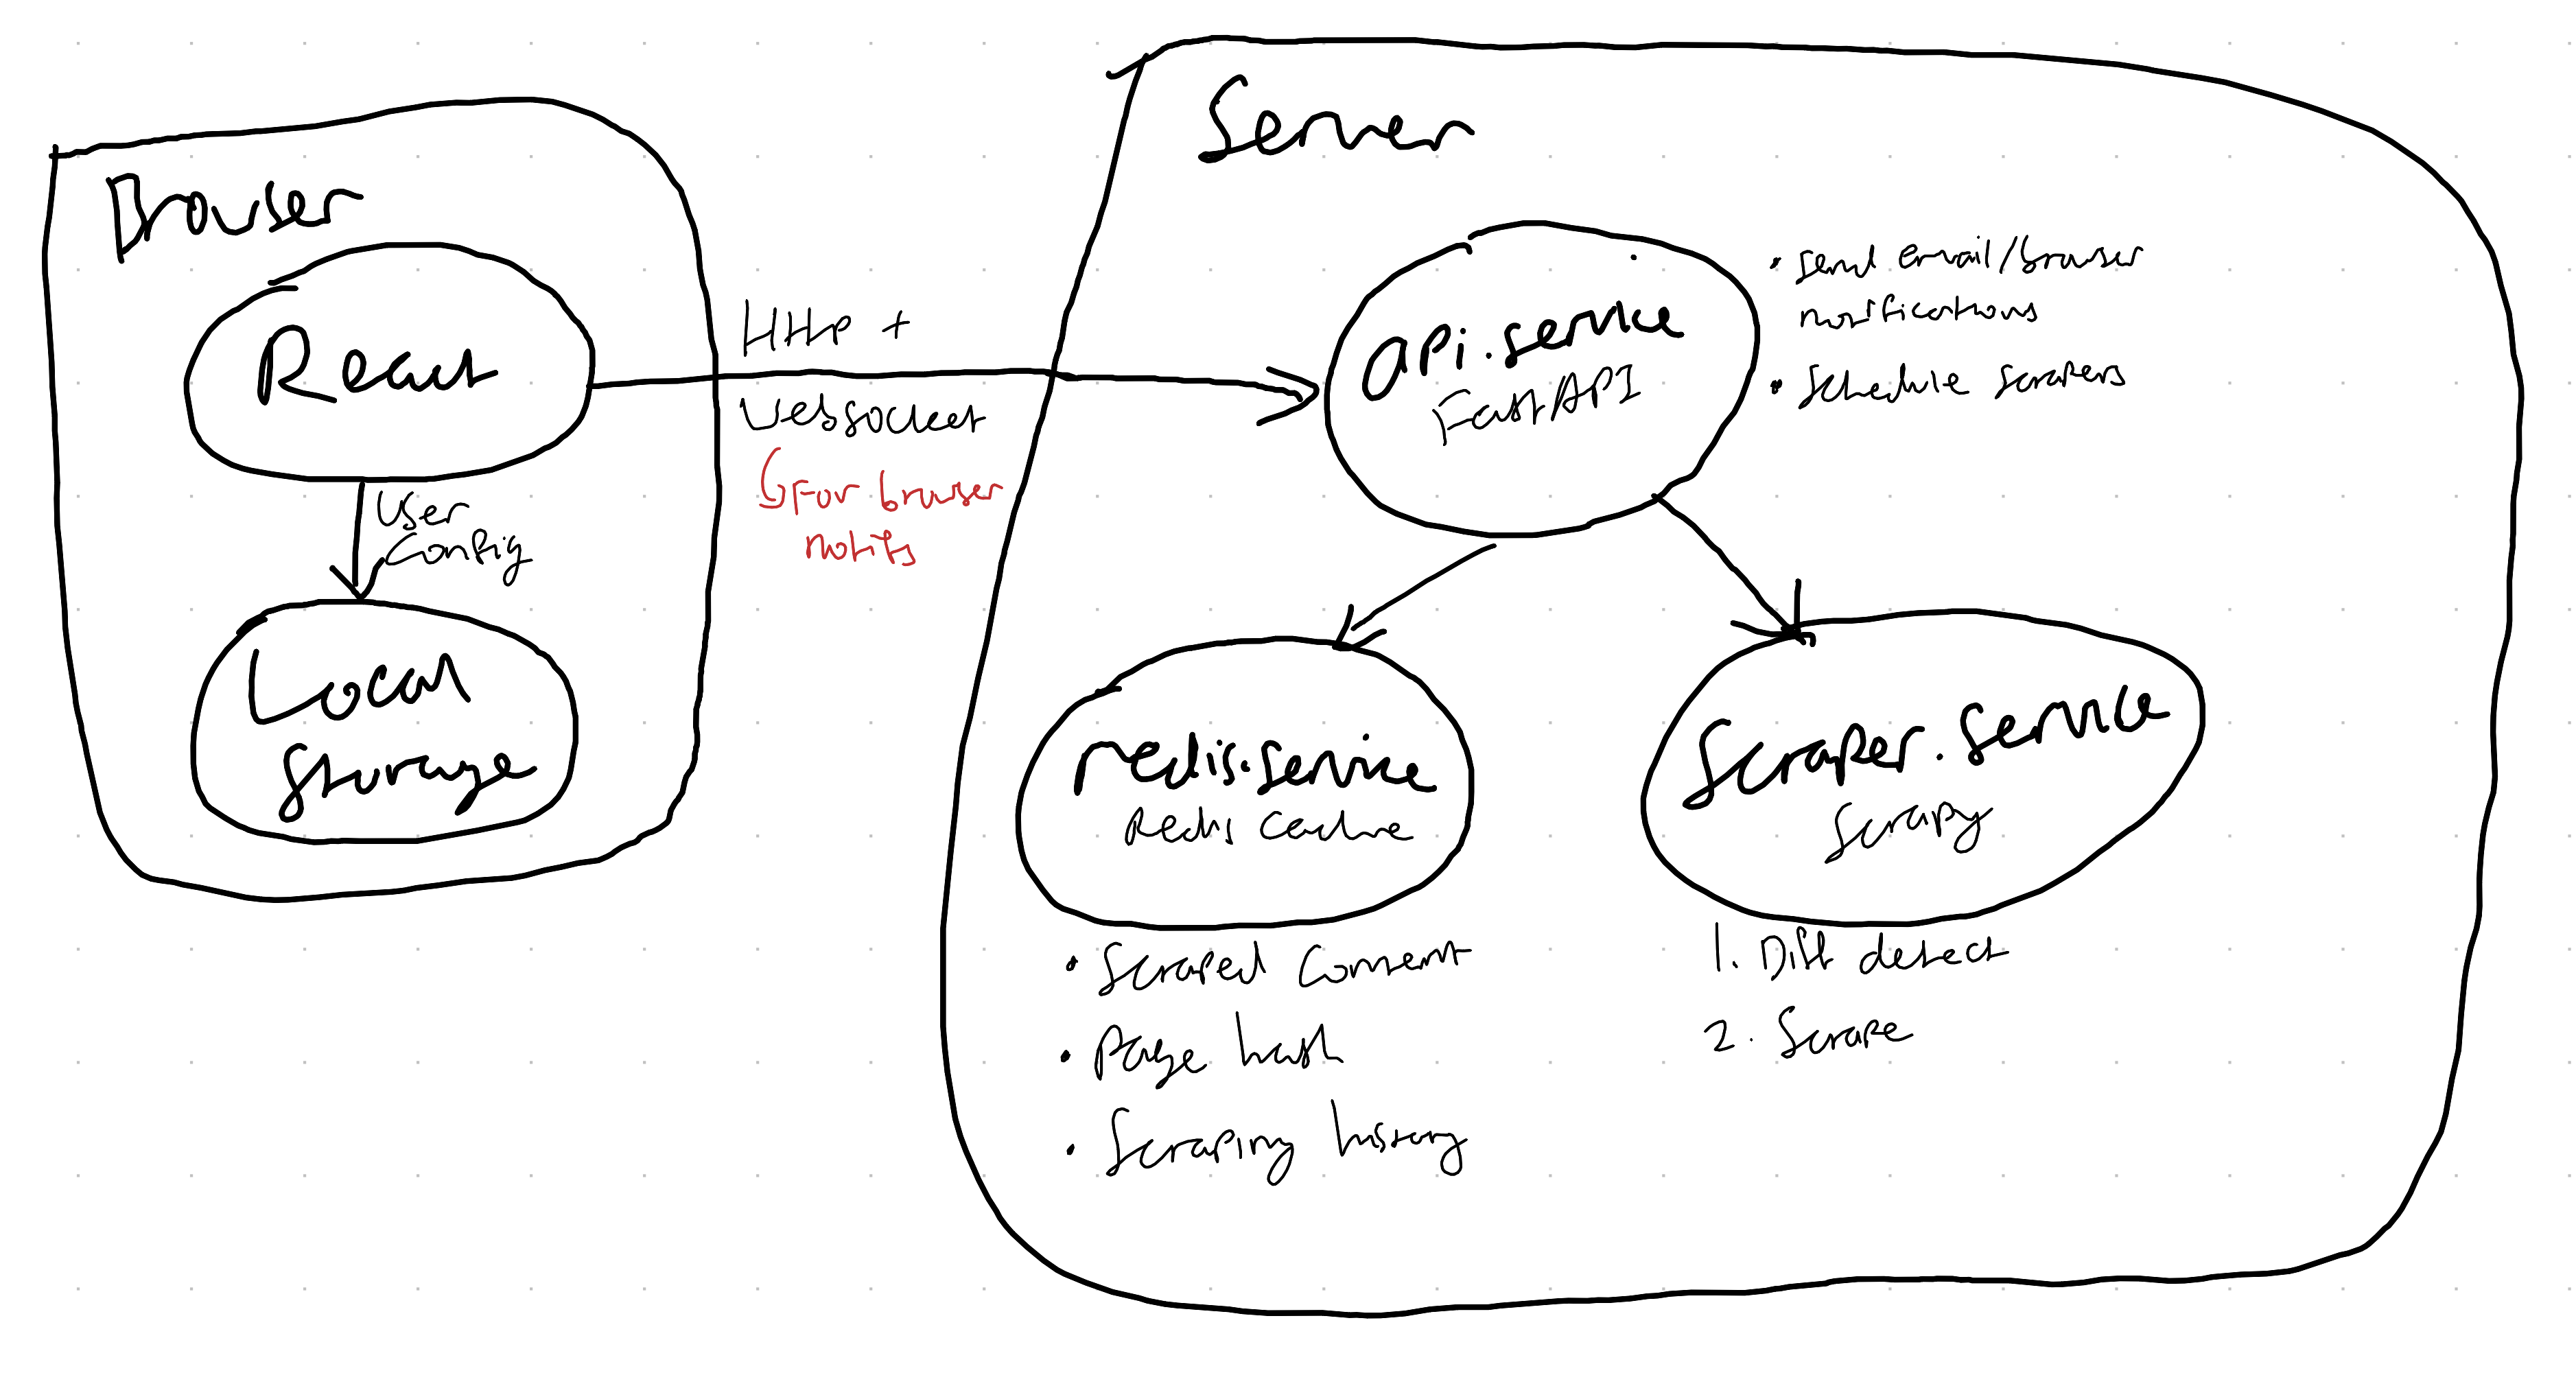 Browser
React
User
Config
Local
Storage
HTTP +
Websocket
For browser
notifs
Server
api.service
FastAPI
• Send email/browser
notifications
• Schedule scrapers
redis.service
Redis Cache
• Scraped Content
• Page hash
• Scraping history
Scraper.service
Scrapy
1. Diff detect
2. Scrape